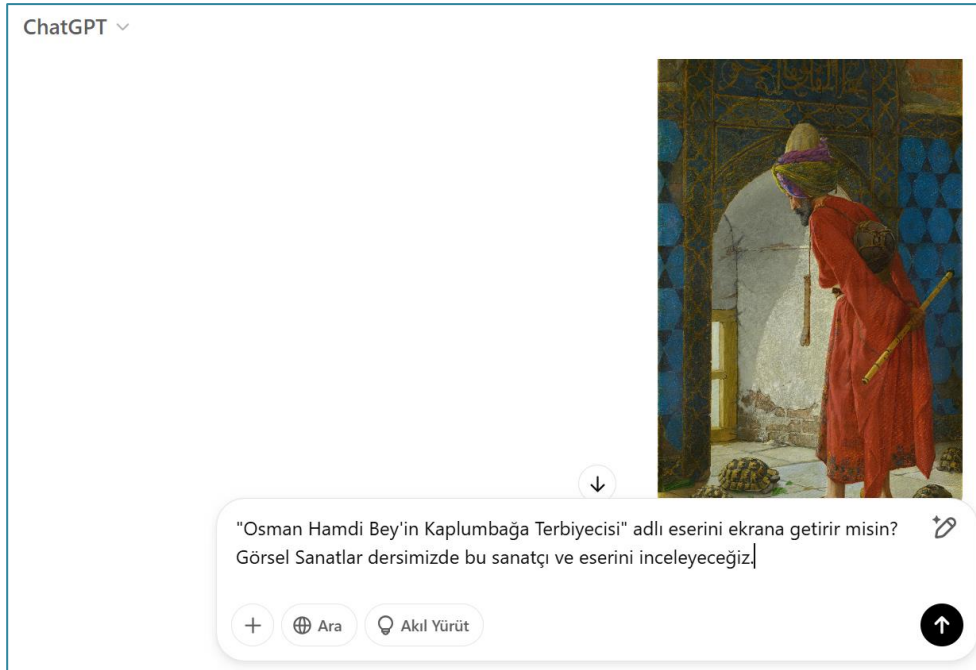 ChatGPT
"Osman Hamdi Bey'in Kaplumbağa Terbiyecisi" adlı eserini ekrana getirir misin?
Görsel Sanatlar dersimizde bu sanatçı ve eserini inceleyeceğiz.
Ara
Akıl Yürüt